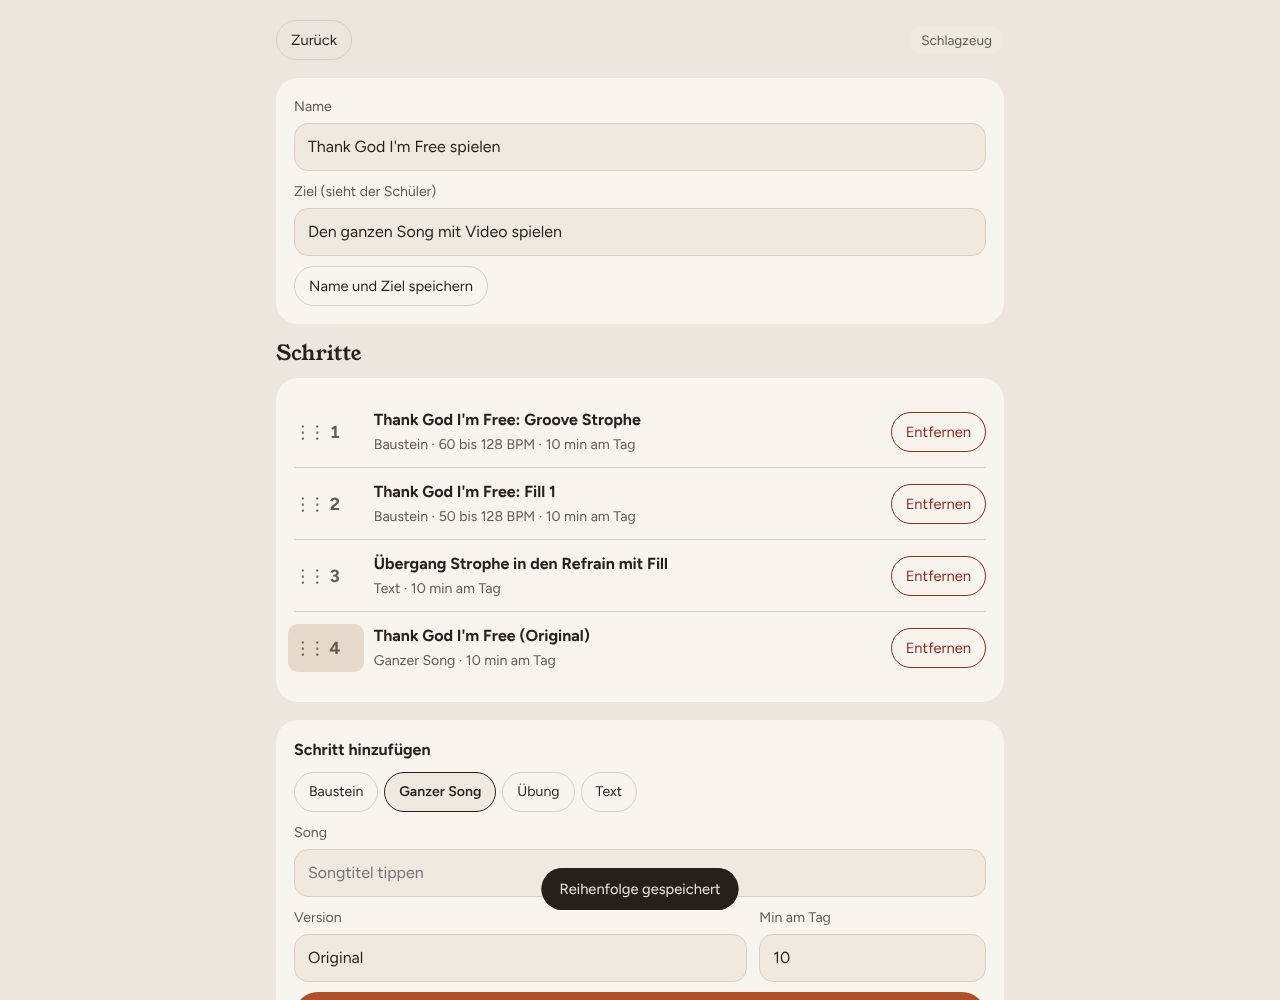 Zurück
Schlagzeug
Name
Thank God I'm Free spielen
Ziel (sieht der Schüler)
Den ganzen Song mit Video spielen
Name und Ziel speichern
Schritte
1
Thank God I'm Free: Groove Strophe
Baustein · 60 bis 128 BPM · 10 min am Tag
Entfernen
2
Thank God I'm Free: Fill 1
Baustein · 50 bis 128 BPM · 10 min am Tag
Entfernen
3
Übergang Strophe in den Refrain mit Fill
Text · 10 min am Tag
Entfernen
4
Thank God I'm Free (Original)
Ganzer Song · 10 min am Tag
Entfernen
Schritt hinzufügen
Baustein Ganzer Song Übung Text
Song
Songtitel tippen
Reihenfolge gespeichert
Version
Min am Tag
Original
10